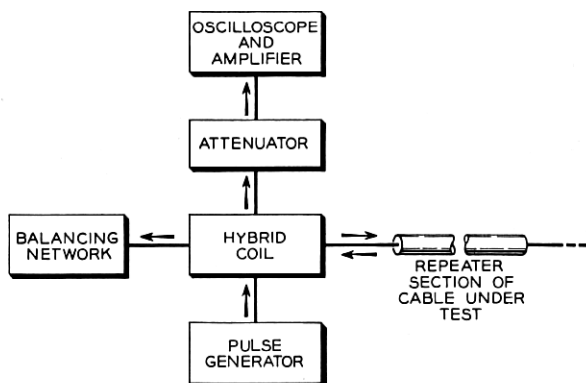 OSCILLOSCOPE
AND
AMPLIFIER
ATTENUATOR
BALANCING
NETWORK
HYBRID
COIL
REPEATER
SECTION OF
CABLE UNDER
TEST
PULSE
GENERATOR